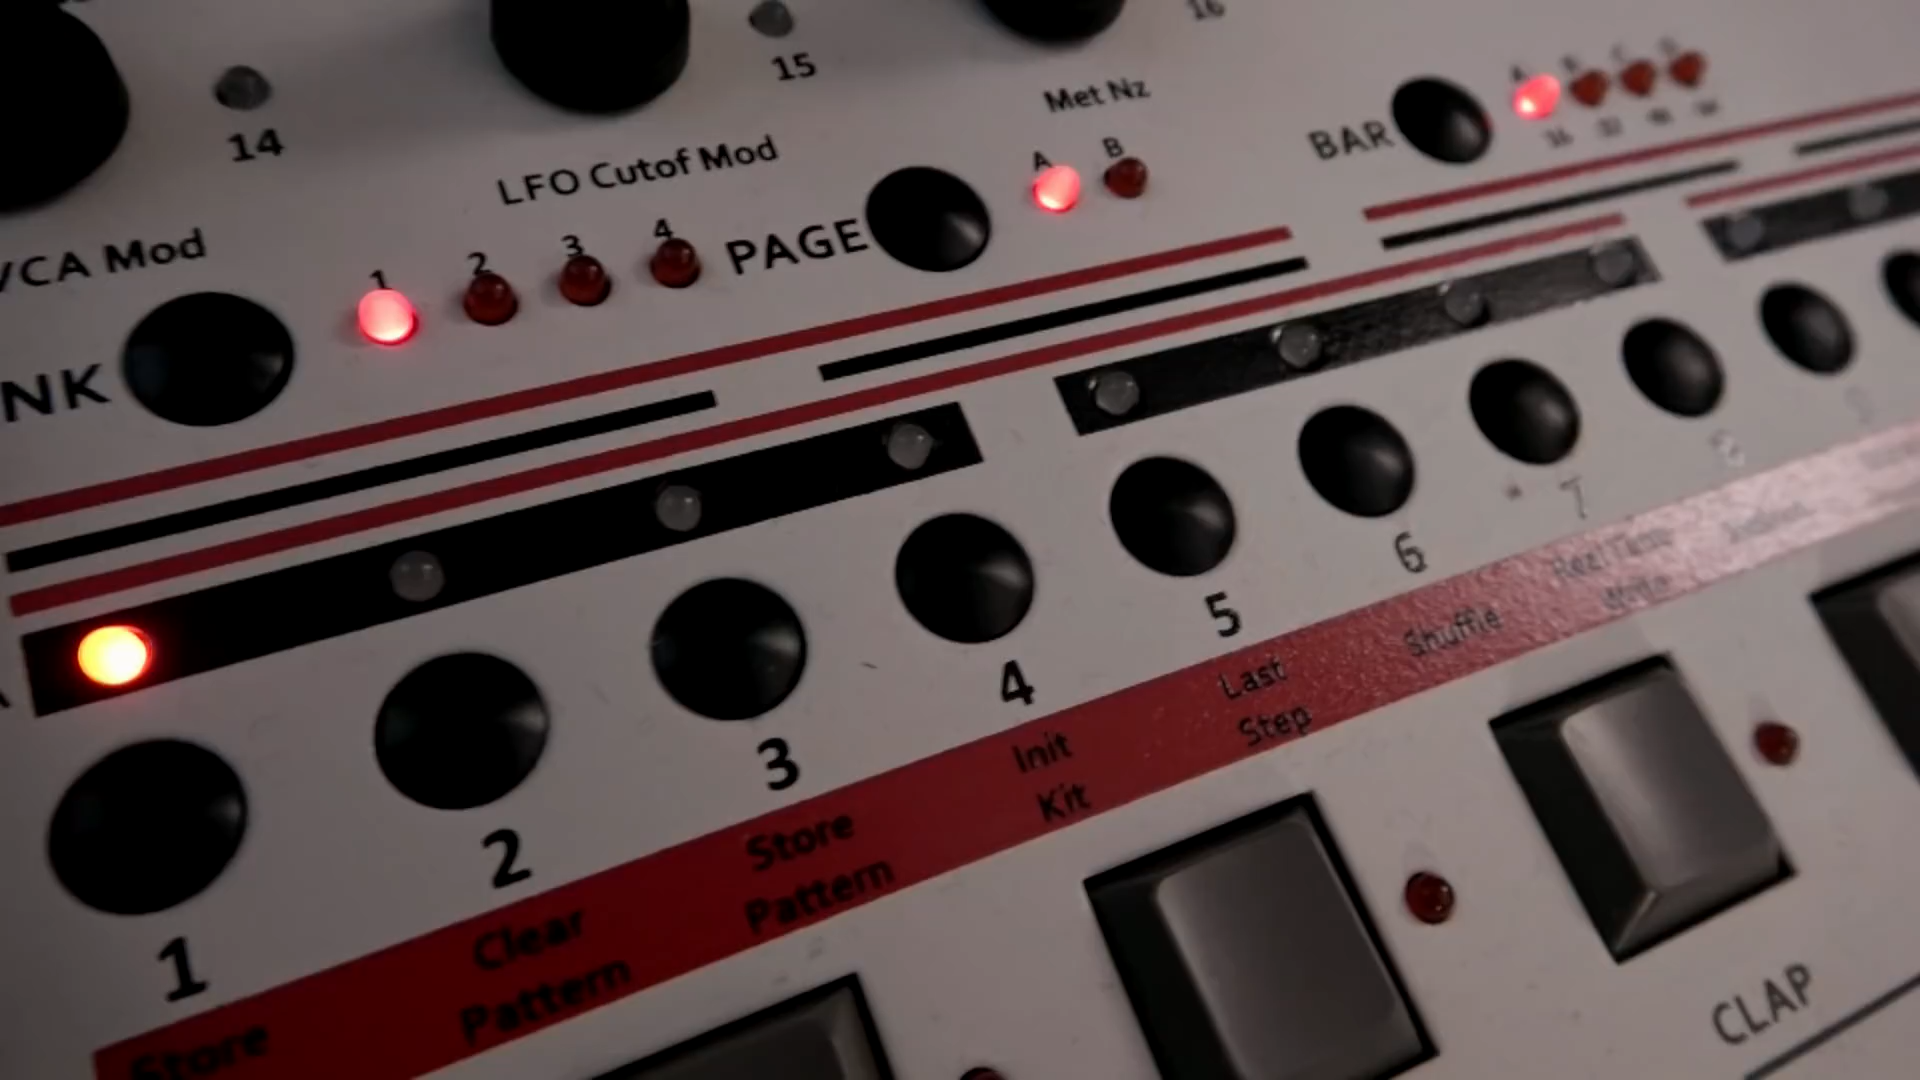 14
15
16
Met Nz
LFO Cutof Mod
VCA Mod
BAR
A
A B
PAGE
1 2 3 4
NK
1
2
3
4
5
6
7
8
Store
Clear
Pattern
Store
Pattern
Init
Kit
Last
Step
Shuffle
CLAP